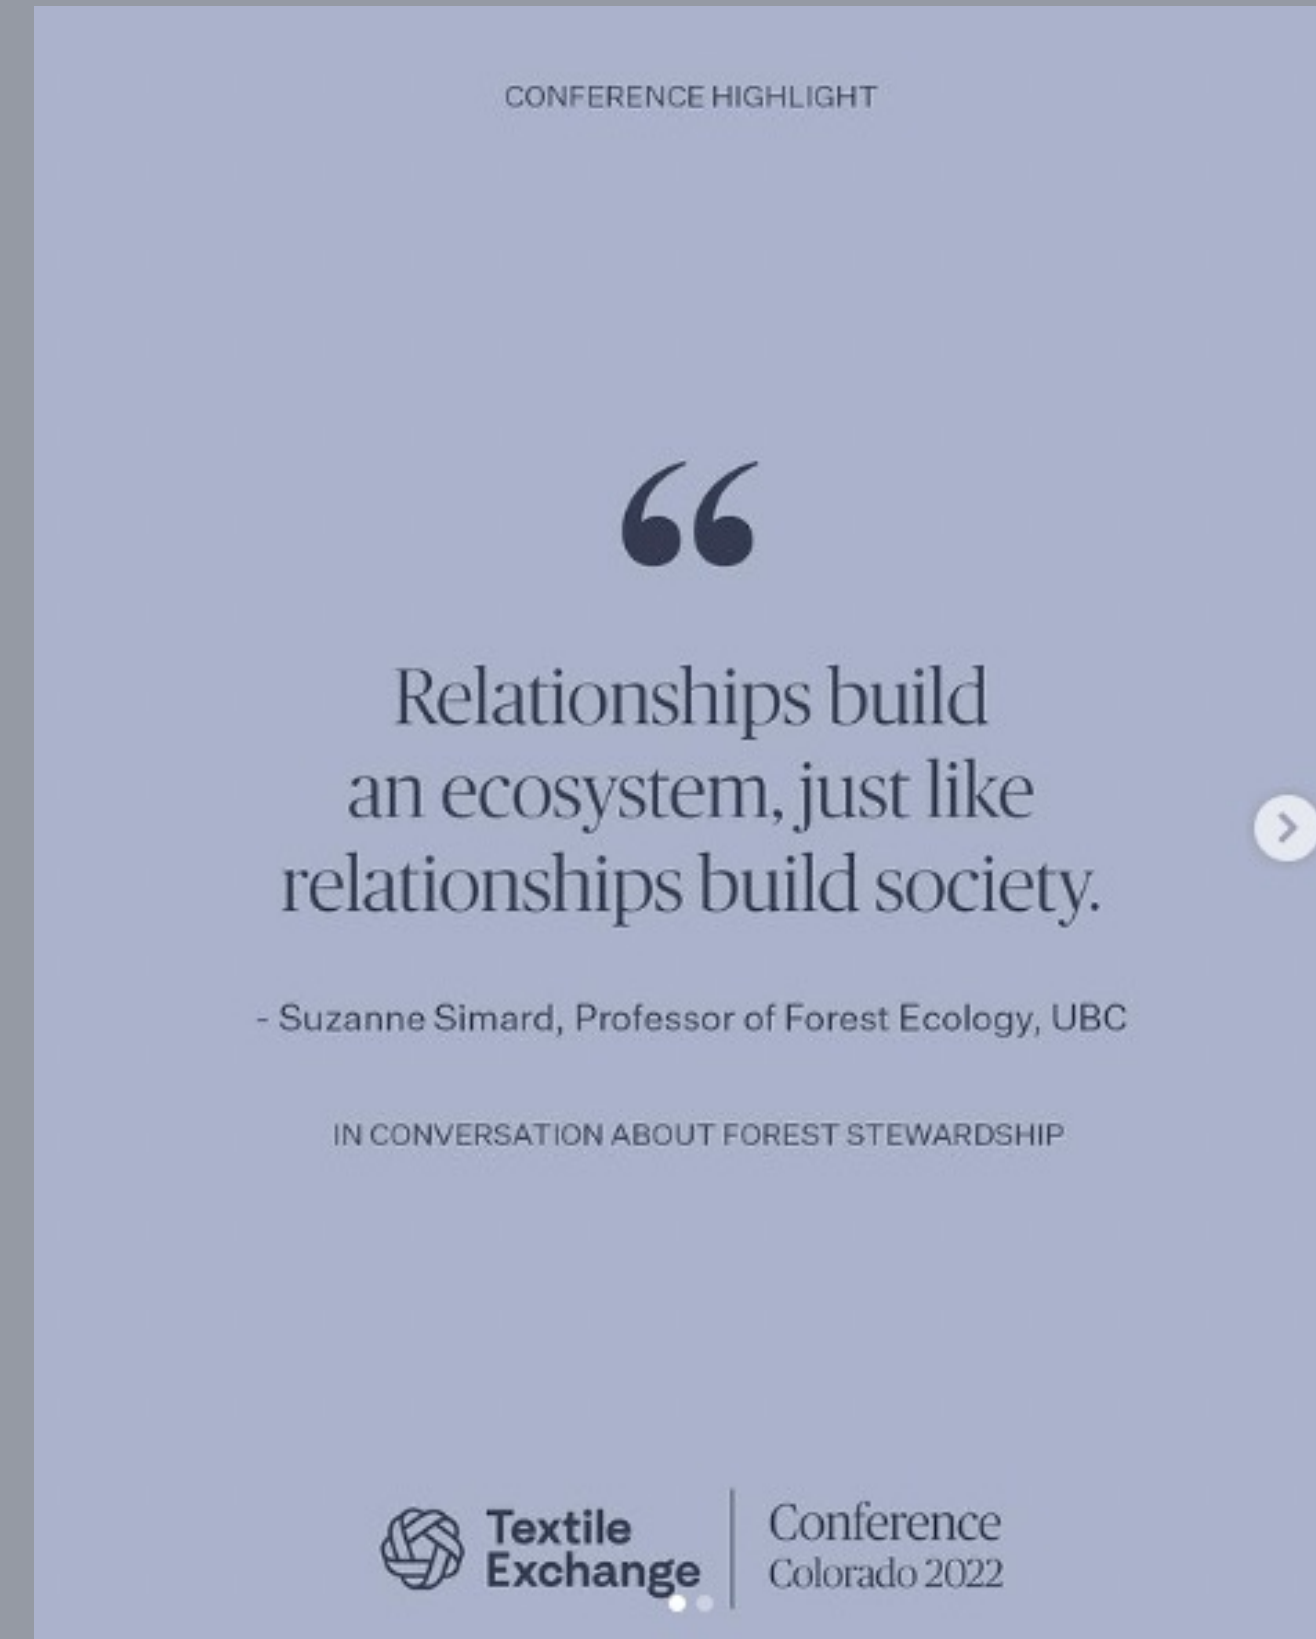 CONFERENCE HIGHLIGHT
“
Relationships build
an ecosystem, just like
relationships build society.
- Suzanne Simard, Professor of Forest Ecology, UBC
IN CONVERSATION ABOUT FOREST STEWARDSHIP
Textile
Exchange
Conference
Colorado 2022